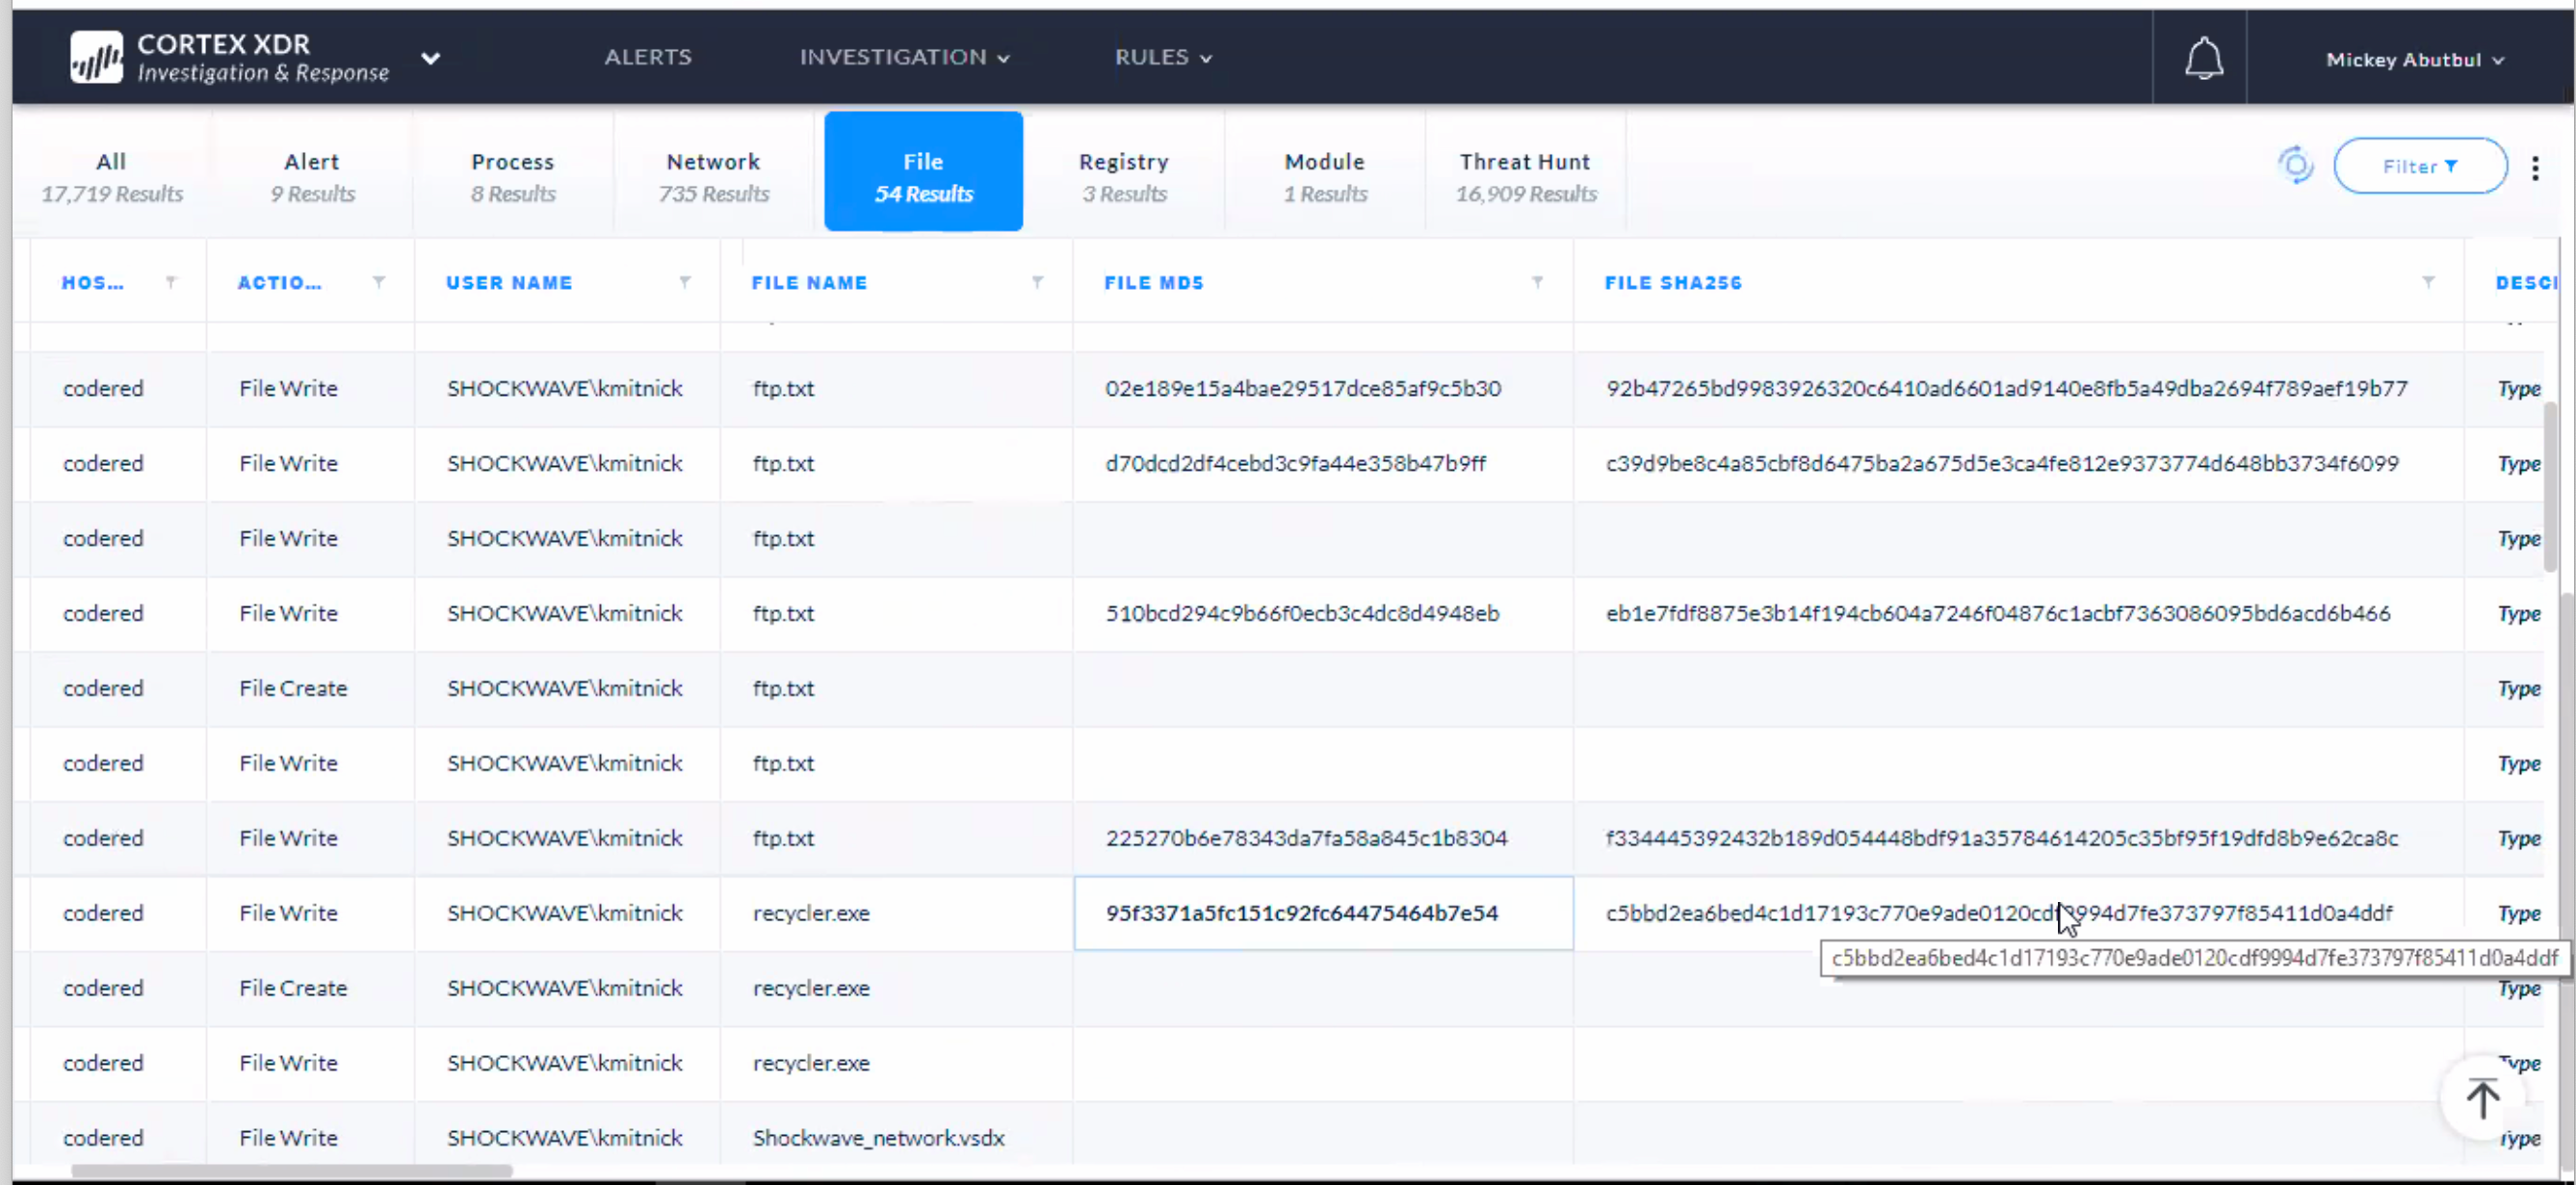 CORTEX XDR
Investigation & Response
ALERTS INVESTIGATION RULES Mickey Abutbul
All Alert Process Network File Registry Module Threat Hunt
17,719 Results 9 Results 8 Results 735 Results 54 Results 3 Results 1 Results 16,909 Results
Filter
HOS... ACTIO... USER NAME FILE NAME FILE MD5 FILE SHA256 DESCI
codered File Write SHOCKWAVE\kmitnick ftp.txt 02e189e15a4bae29517dce85af9c5b30 92b47265bd9983926320c6410ad6601ad9140e8fb5a49dba2694f789aef19b77 Type
codered File Write SHOCKWAVE\kmitnick ftp.txt d70dcd2df4cebd3c9fa44e358b47b9ff c39d9be8c4a85cbf8d6475ba2a675d5e3ca4fe812e9373774d648bb3734f6099 Type
codered File Write SHOCKWAVE\kmitnick ftp.txt Type
codered File Write SHOCKWAVE\kmitnick ftp.txt 510bcd294c9b66f0ecb3c4dc8d4948eb eb1e7fdf8875e3b14f194cb604a7246f04876c1acbf7363086095bd6acd6b466 Type
codered File Create SHOCKWAVE\kmitnick ftp.txt Type
codered File Write SHOCKWAVE\kmitnick ftp.txt Type
codered File Write SHOCKWAVE\kmitnick ftp.txt 225270b6e78343da7fa58a845c1b8304 f334445392432b189d054448bdf91a35784614205c35bf95f19dfd8b9e62ca8c Type
codered File Write SHOCKWAVE\kmitnick recycler.exe 95f3371a5fc151c92fc64475464b7e54 c5bbd2ea6bed4c1d17193c770e9ade0120cdf9994d7fe373797f85411d0a4ddf Type
c5bbd2ea6bed4c1d17193c770e9ade0120cdf9994d7fe373797f85411d0a4ddf
codered File Create SHOCKWAVE\kmitnick recycler.exe Type
codered File Write SHOCKWAVE\kmitnick recycler.exe Type
codered File Write SHOCKWAVE\kmitnick Shockwave_network.vsdx Type